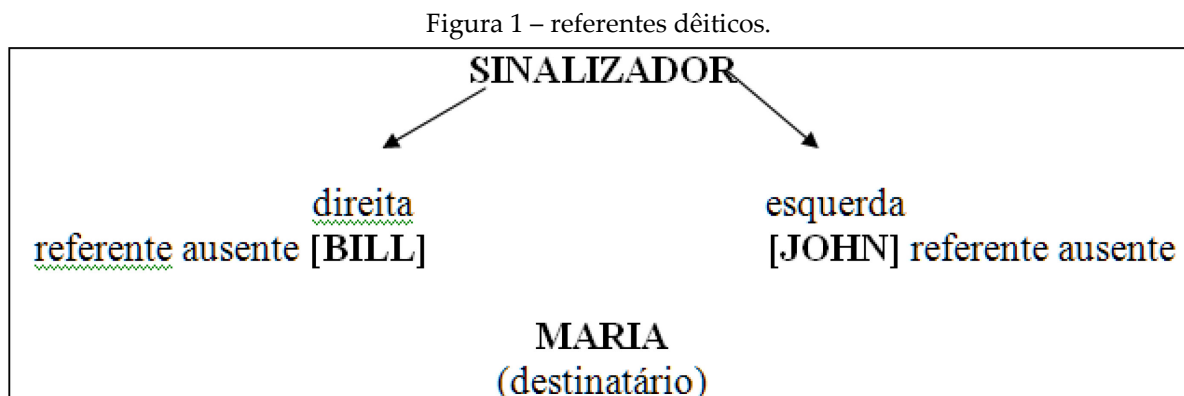 Figura 1 – referentes dêiticos.
SINALIZADOR
direita esquerda
referente ausente [BILL] [JOHN] referente ausente
MARIA
(destinatário)